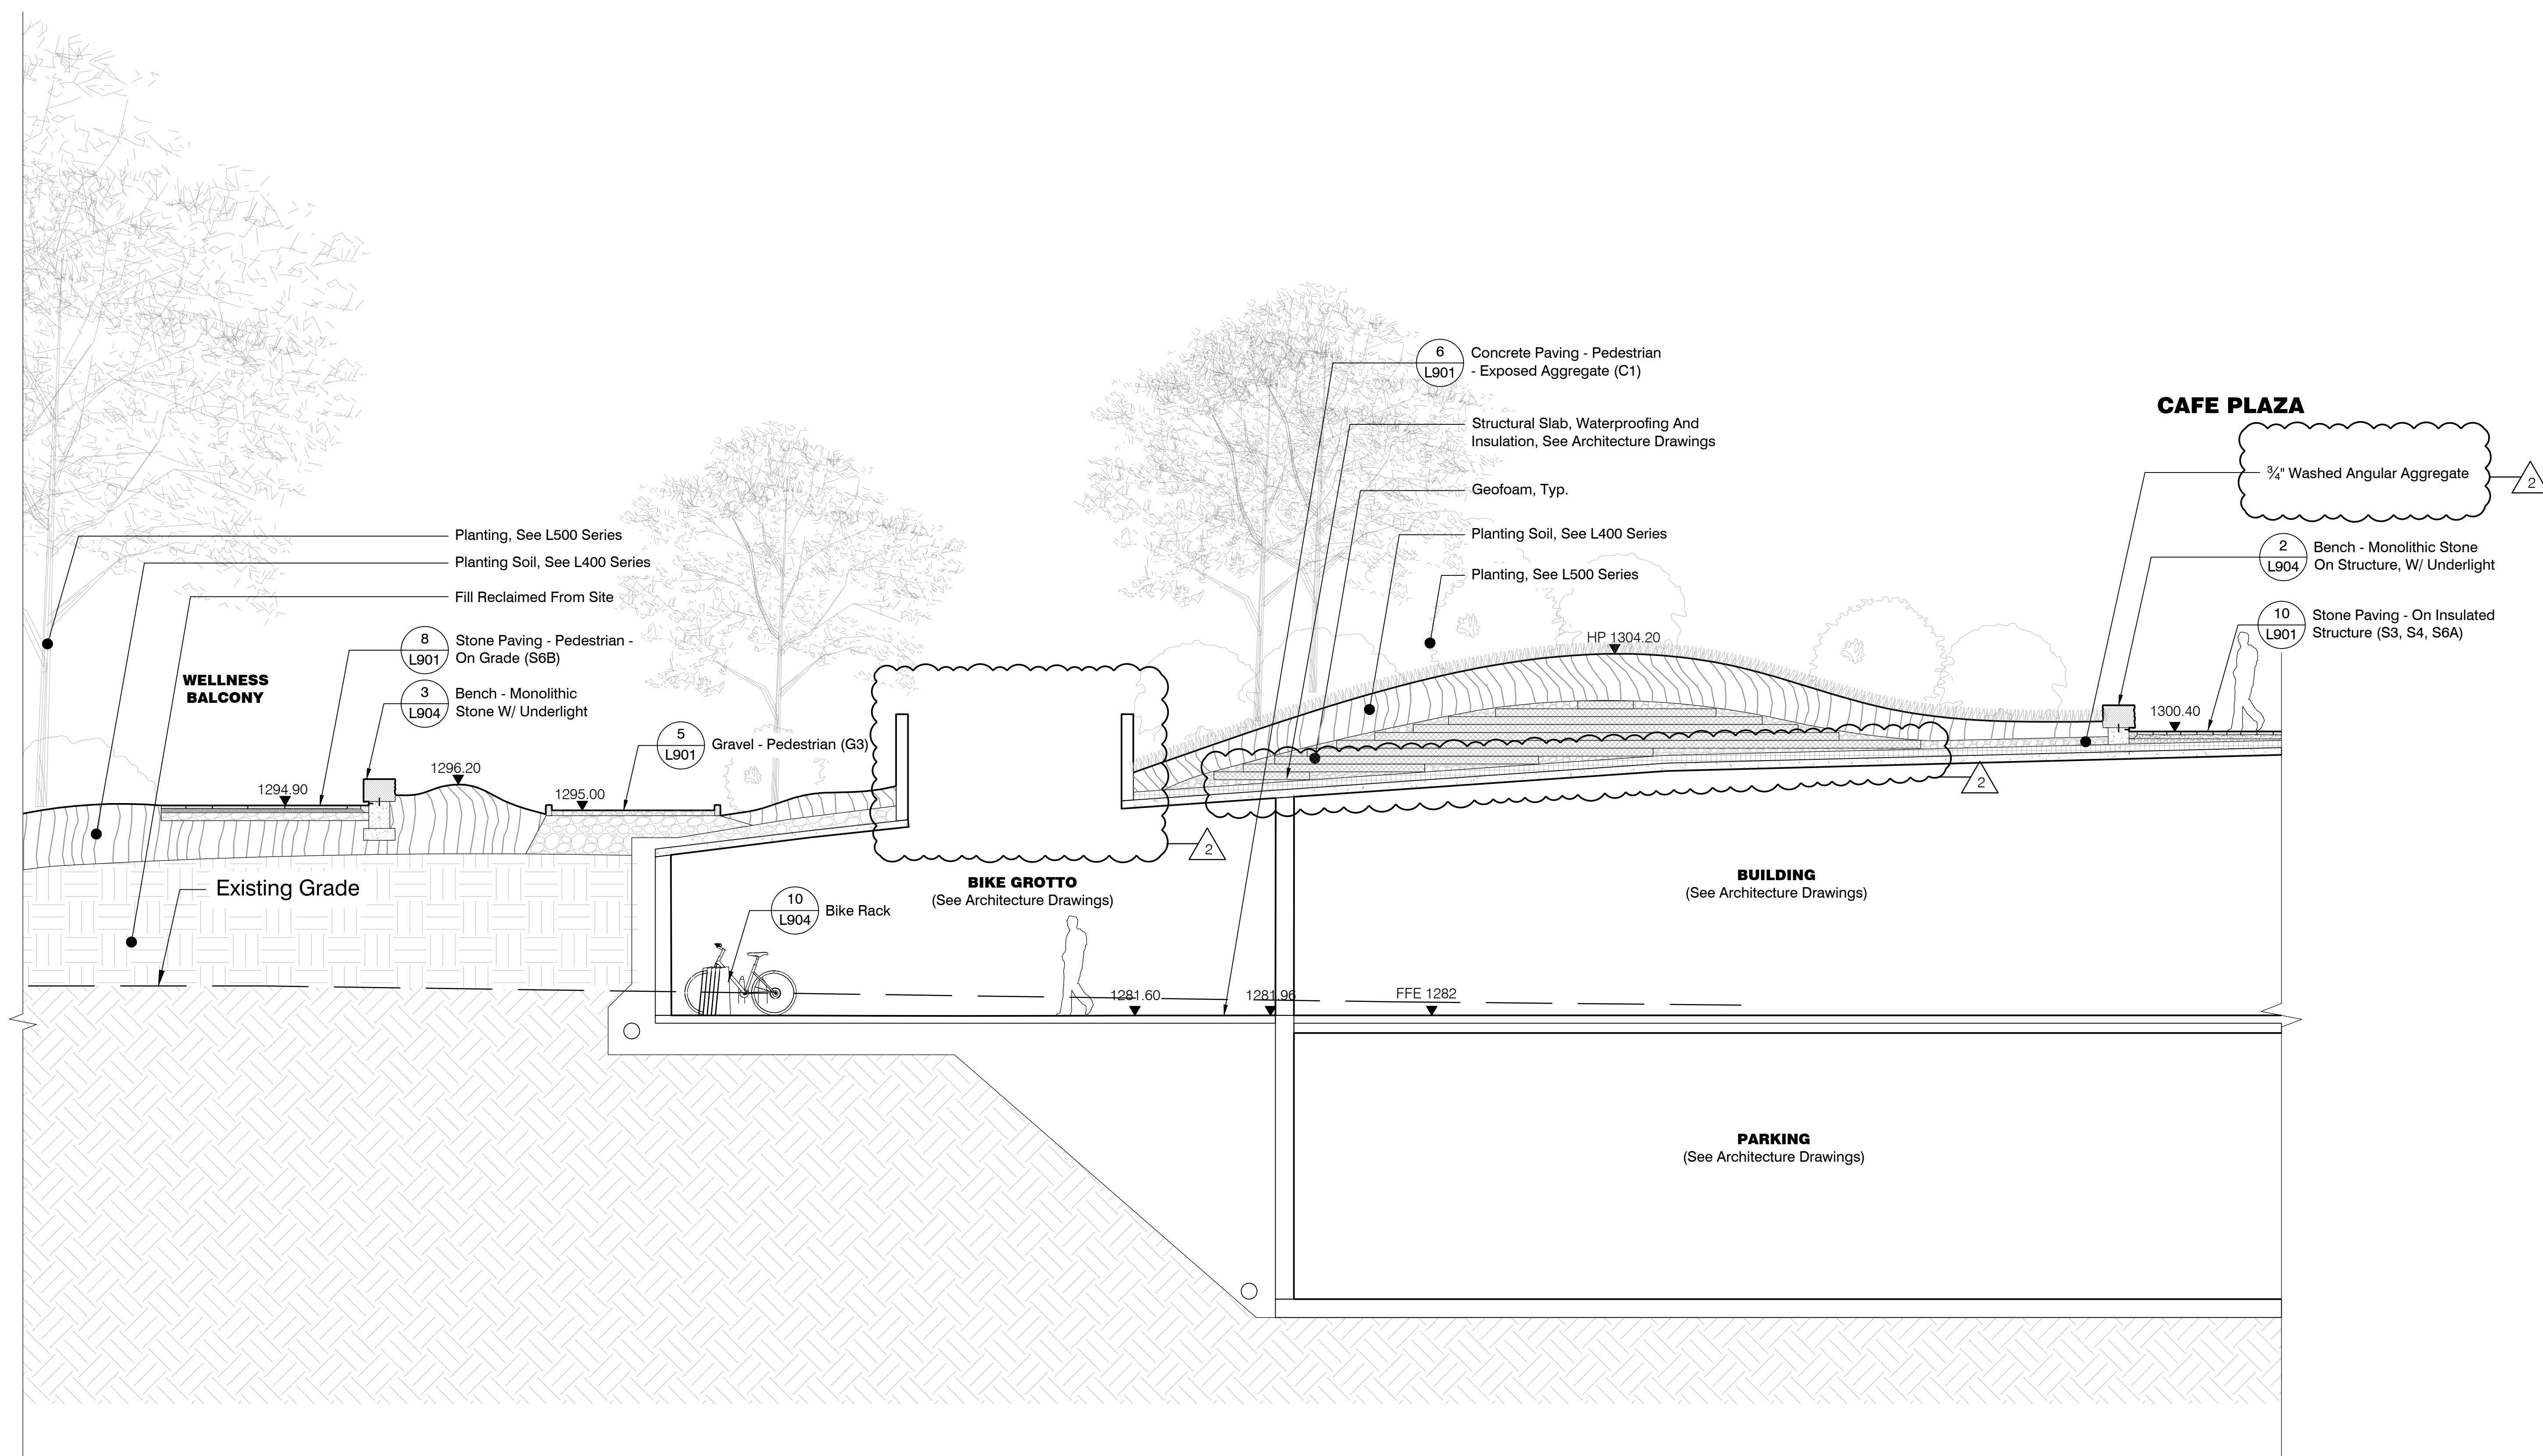 6
L901
Concrete Paving - Pedestrian
- Exposed Aggregate (C1)
Structural Slab, Waterproofing And
Insulation, See Architecture Drawings
Geofoam, Typ.
Planting Soil, See L400 Series
Planting, See L500 Series
CAFE PLAZA
¾" Washed Angular Aggregate
2
2
L904
Bench - Monolithic Stone
On Structure, W/ Underlight
10
L901
Stone Paving - On Insulated
Structure (S3, S4, S6A)
Planting, See L500 Series
Planting Soil, See L400 Series
Fill Reclaimed From Site
8
L901
Stone Paving - Pedestrian -
On Grade (S6B)
WELLNESS
BALCONY
3
L904
Bench - Monolithic
Stone W/ Underlight
5
L901
Gravel - Pedestrian (G3)
HP 1304.20
1300.40
1296.20
1294.90
1295.00
2
2
Existing Grade
BIKE GROTTO
(See Architecture Drawings)
BUILDING
(See Architecture Drawings)
10
L904
Bike Rack
1281.60
1281.96
FFE 1282
PARKING
(See Architecture Drawings)